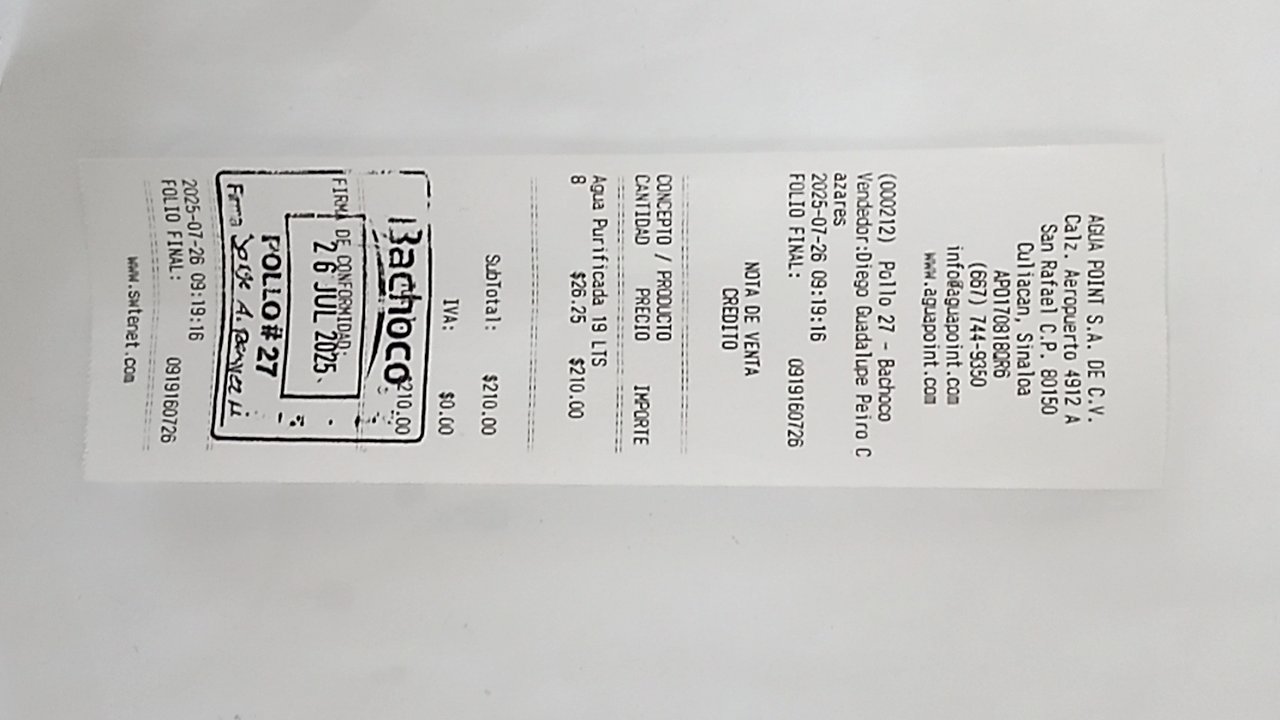 AGUA POINT S.A. DE C.V.
Calz. Aeropuerto 4912 A
San Rafael C.P. 80150
Culiacan, Sinaloa
APO170818QR6
(667) 744-9350
info@aguapoint.com
www.aguapoint.com
(000212) Pollo 27 - Bachoco
Vendedor:Diego Guadalupe Peiro C
azares
2025-07-26 09:19:16
FOLIO FINAL: 0919160726
NOTA DE VENTA
CREDITO
CONCEPTO / PRODUCTO
CANTIDAD PRECIO IMPORTE
Agua Purificada 19 LTS
8 $26.25 $210.00
SubTotal: $210.00
IVA: $0.00
Bachoco
210.00
FIRMA DE CONFORMIDAD:
26 JUL 2025
POLLO # 27
Firma
2025-07-26 09:19:16
FOLIO FINAL: 0919160726
www.swtenet.com